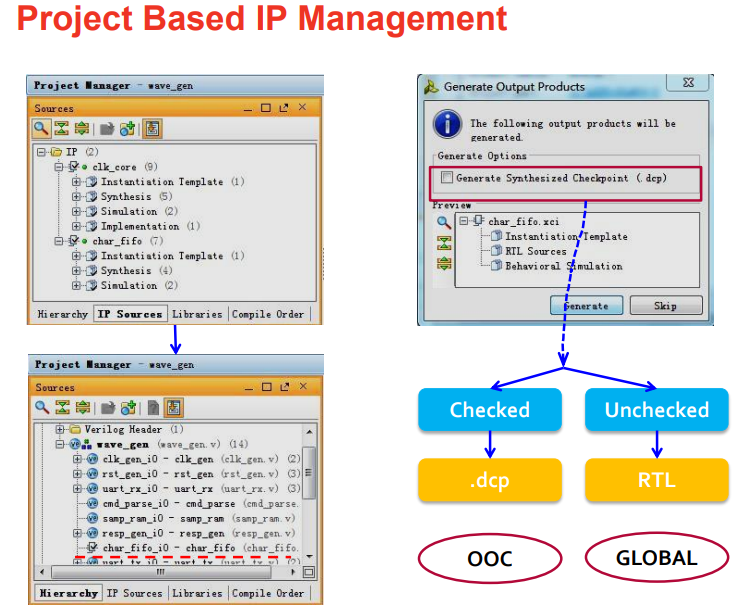 Project Based IP Management
Project Manager - wave_gen
Sources
IP (2)
clk_core (9)
Instantiation Template (1)
Synthesis (5)
Simulation (2)
Implementation (1)
char_fifo (7)
Instantiation Template (1)
Synthesis (4)
Simulation (2)
Hierarchy IP Sources Libraries Compile Order
Project Manager - wave_gen
Sources
Verilog Header (1)
wave_gen (wave_gen.v) (14)
clk_gen_i0 - clk_gen (clk_gen.v) (2)
rst_gen_i0 - rst_gen (rst_gen.v) (3)
uart_rx_i0 - uart_rx (uart_rx.v) (3)
cmd_parse_i0 - cmd_parse (cmd_parse.
samp_ram_i0 - samp_ram (samp_ram.v)
resp_gen_i0 - resp_gen (resp_gen.v)
char_fifo_i0 - char_fifo (char_fifo.
uart_tx_i0 - uart_tx (uart_tx.v) (2)
Hierarchy IP Sources Libraries Compile Order
Generate Output Products
The following output products will be
generated.
Generate Options
Generate Synthesized Checkpoint (.dcp)
Preview
char_fifo.xci
Instantiation Template
RTL Sources
Behavioral Simulation
Generate Skip
Checked Unchecked
.dcp RTL
OOC GLOBAL